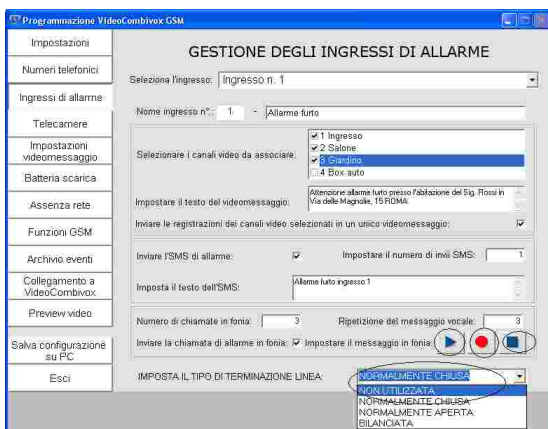 Programmazione VideoCombivox GSM
Impostazioni
Numeri telefonici
Ingressi di allarme
Telecamere
Impostazioni
videomessaggio
Batteria scarica
Assenza rete
Funzioni GSM
Archivio eventi
Collegamento a
VideoCombivox
Preview video
Salva configurazione
su PC
Esci
GESTIONE DEGLI INGRESSI DI ALLARME
Seleziona l'ingresso: Ingresso n. 1
Nome ingresso n°.: 1 - Allarme furto
Selezionare i canali video da associare:
1 Ingresso
2 Salone
3 Giardino
4 Box auto
Impostare il testo del videomessaggio:
Attenzione allarme furto presso l'abitazione del Sig. Rossi in
Via delle Magnolie, 15 ROMA
Inviare le registrazioni dei canali video selezionati in un unico videomessaggio:
Inviare l'SMS di allarme: Impostare il numero di invii SMS: 1
Imposta il testo dell'SMS: Allarme furto ingresso 1
Numero di chiamate in fonia: 3 Ripetizione del messaggio vocale: 3
Inviare la chiamata di allarme in fonia: Impostare il messaggio in fonia:
IMPOSTA IL TIPO DI TERMINAZIONE LINEA: NORMALMENTE CHIUSA
NON UTILIZZATA
NORMALMENTE CHIUSA
NORMALMENTE APERTA
BILANCIATA